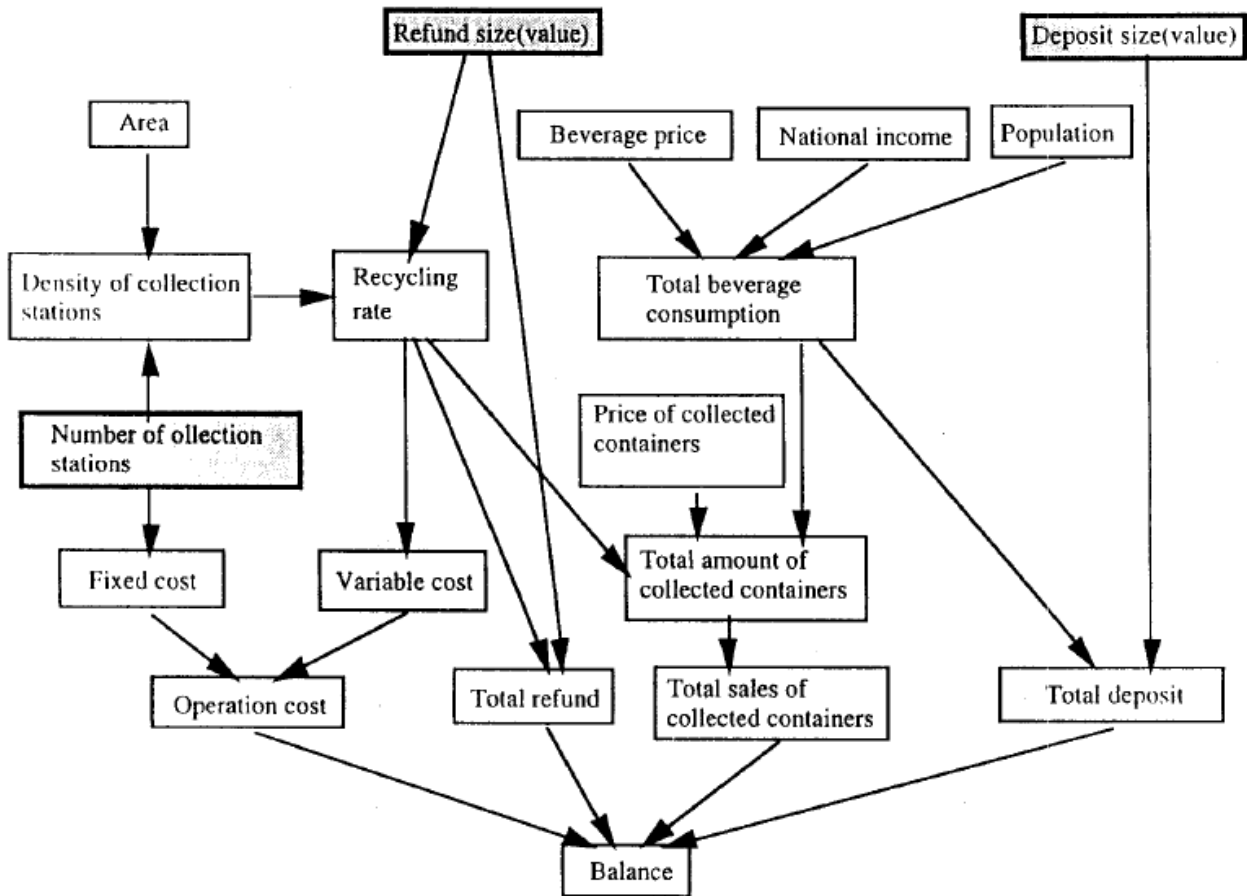 Refund size(value)
Deposit size(value)
Area
Beverage price
National income
Population
Density of collection
stations
Recycling
rate
Total beverage
consumption
Number of ollection
stations
Price of collected
containers
Fixed cost
Variable cost
Total amount of
collected containers
Operation cost
Total refund
Total sales of
collected containers
Total deposit
Balance